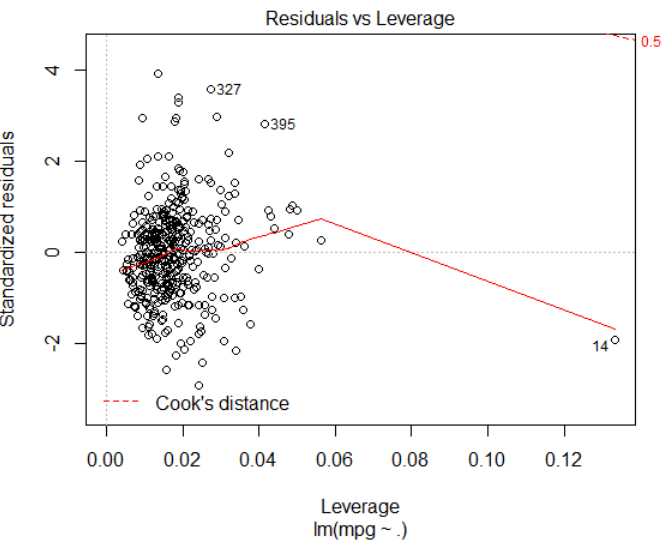 Residuals vs Leverage
0.5
4
327
395
2
Standardized residuals
0
-2
14
Cook's distance
0.00 0.02 0.04 0.06 0.08 0.10 0.12
Leverage
lm(mpg ~ .)